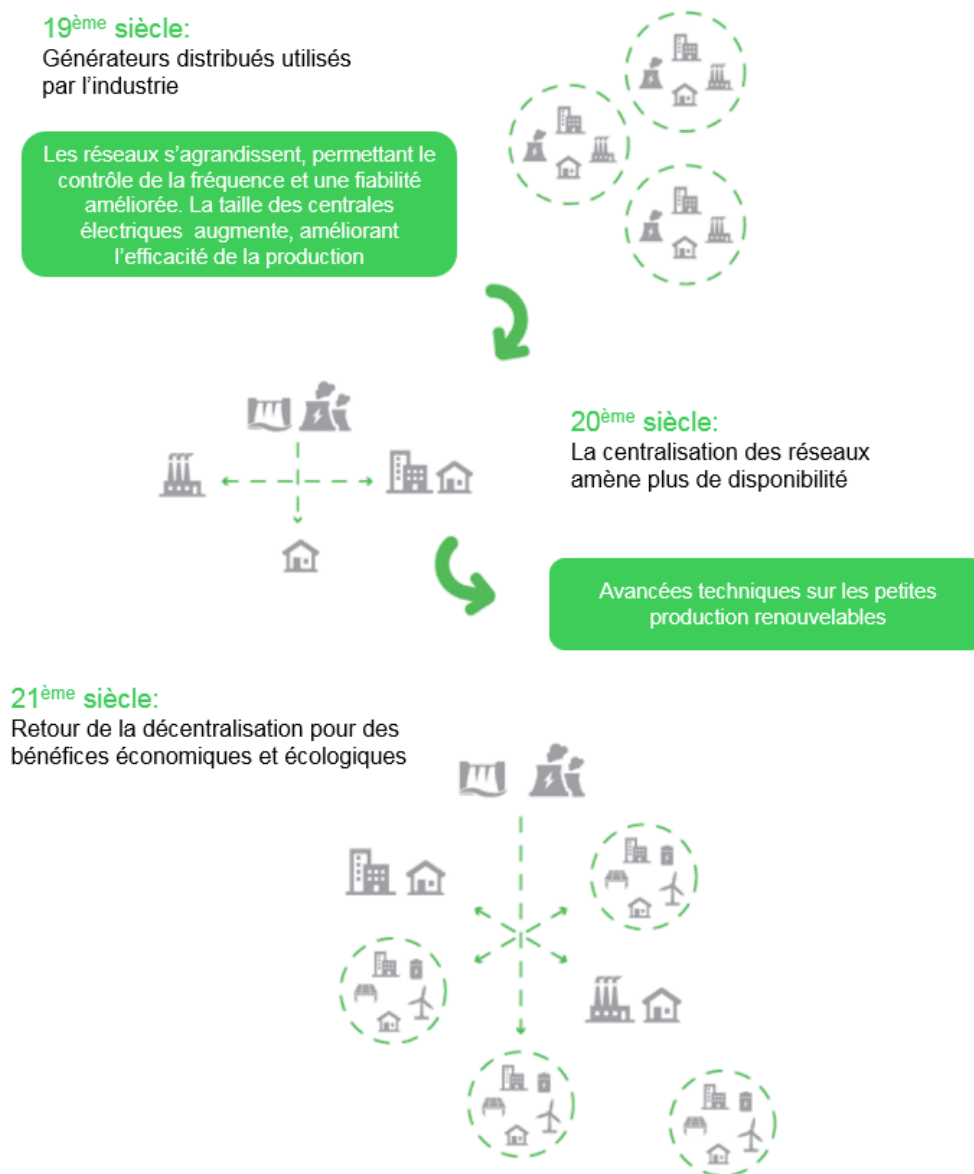 19ème siècle:
Générateurs distribués utilisés
par l'industrie
Les réseaux s'agrandissent, permettant le
contrôle de la fréquence et une fiabilité
améliorée. La taille des centrales
électriques augmente, améliorant
l'efficacité de la production
20ème siècle:
La centralisation des réseaux
amène plus de disponibilité
Avancées techniques sur les petites
production renouvelables
21ème siècle:
Retour de la décentralisation pour des
bénéfices économiques et écologiques